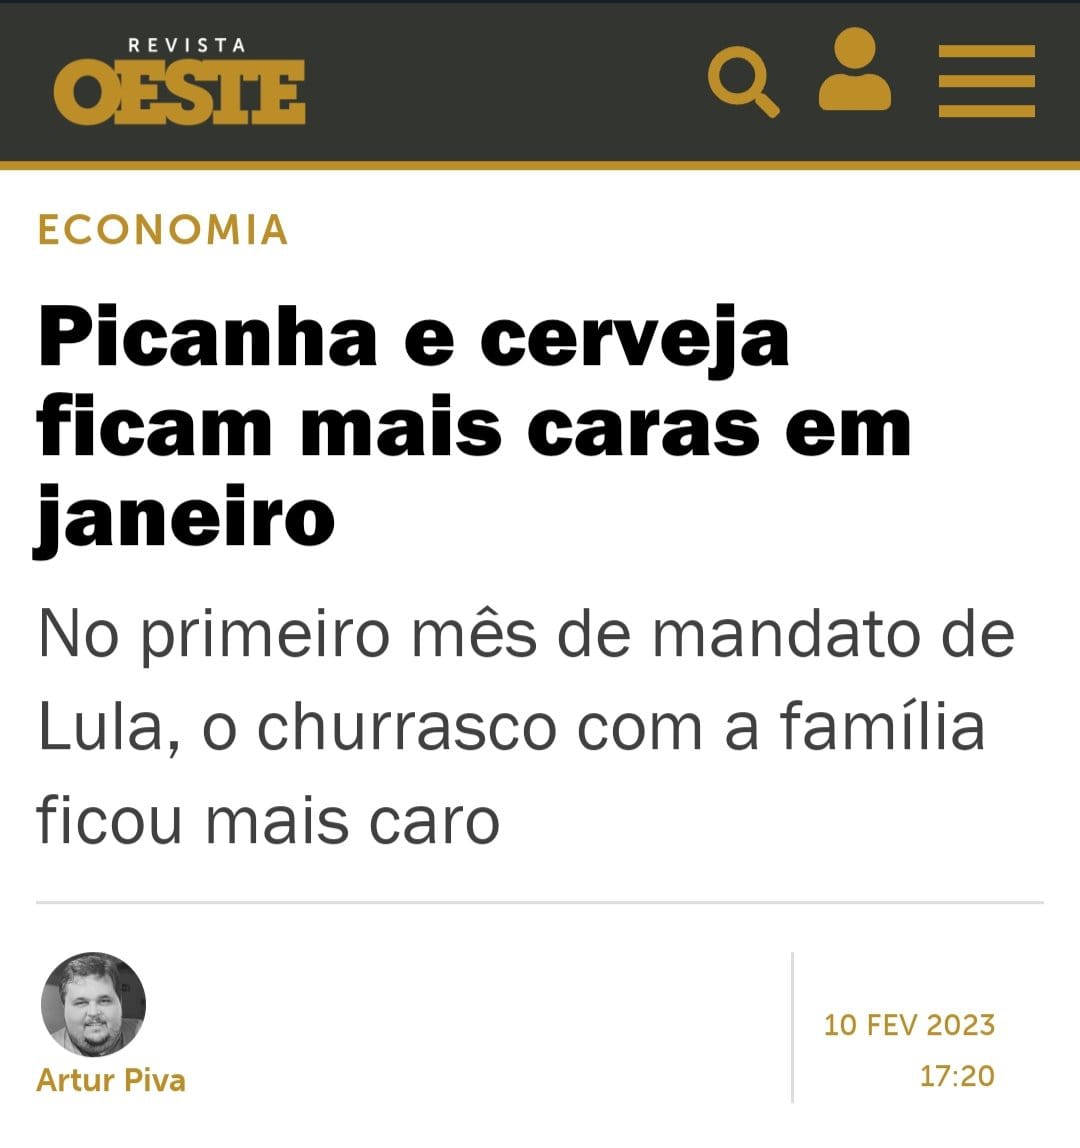 REVISTA
OESTE
ECONOMIA
Picanha e cerveja
ficam mais caras em
janeiro
No primeiro mês de mandato de
Lula, o churrasco com a família
ficou mais caro
Artur Piva
10 FEV 2023
17:20